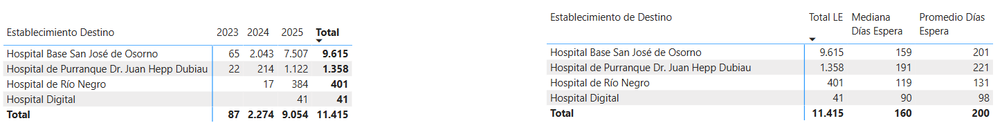 Establecimiento Destino 2023 2024 2025 Total
Hospital Base San José de Osorno 65 2.043 7.507 9.615
Hospital de Purranque Dr. Juan Hepp Dubiau 22 214 1.122 1.358
Hospital de Río Negro 17 384 401
Hospital Digital 41 41
Total 87 2.274 9.054 11.415
Establecimiento de Destino Total LE Mediana Promedio Días
Días Espera Espera
Hospital Base San José de Osorno 9.615 159 201
Hospital de Purranque Dr. Juan Hepp Dubiau 1.358 191 221
Hospital de Río Negro 401 119 131
Hospital Digital 41 90 98
Total 11.415 160 200